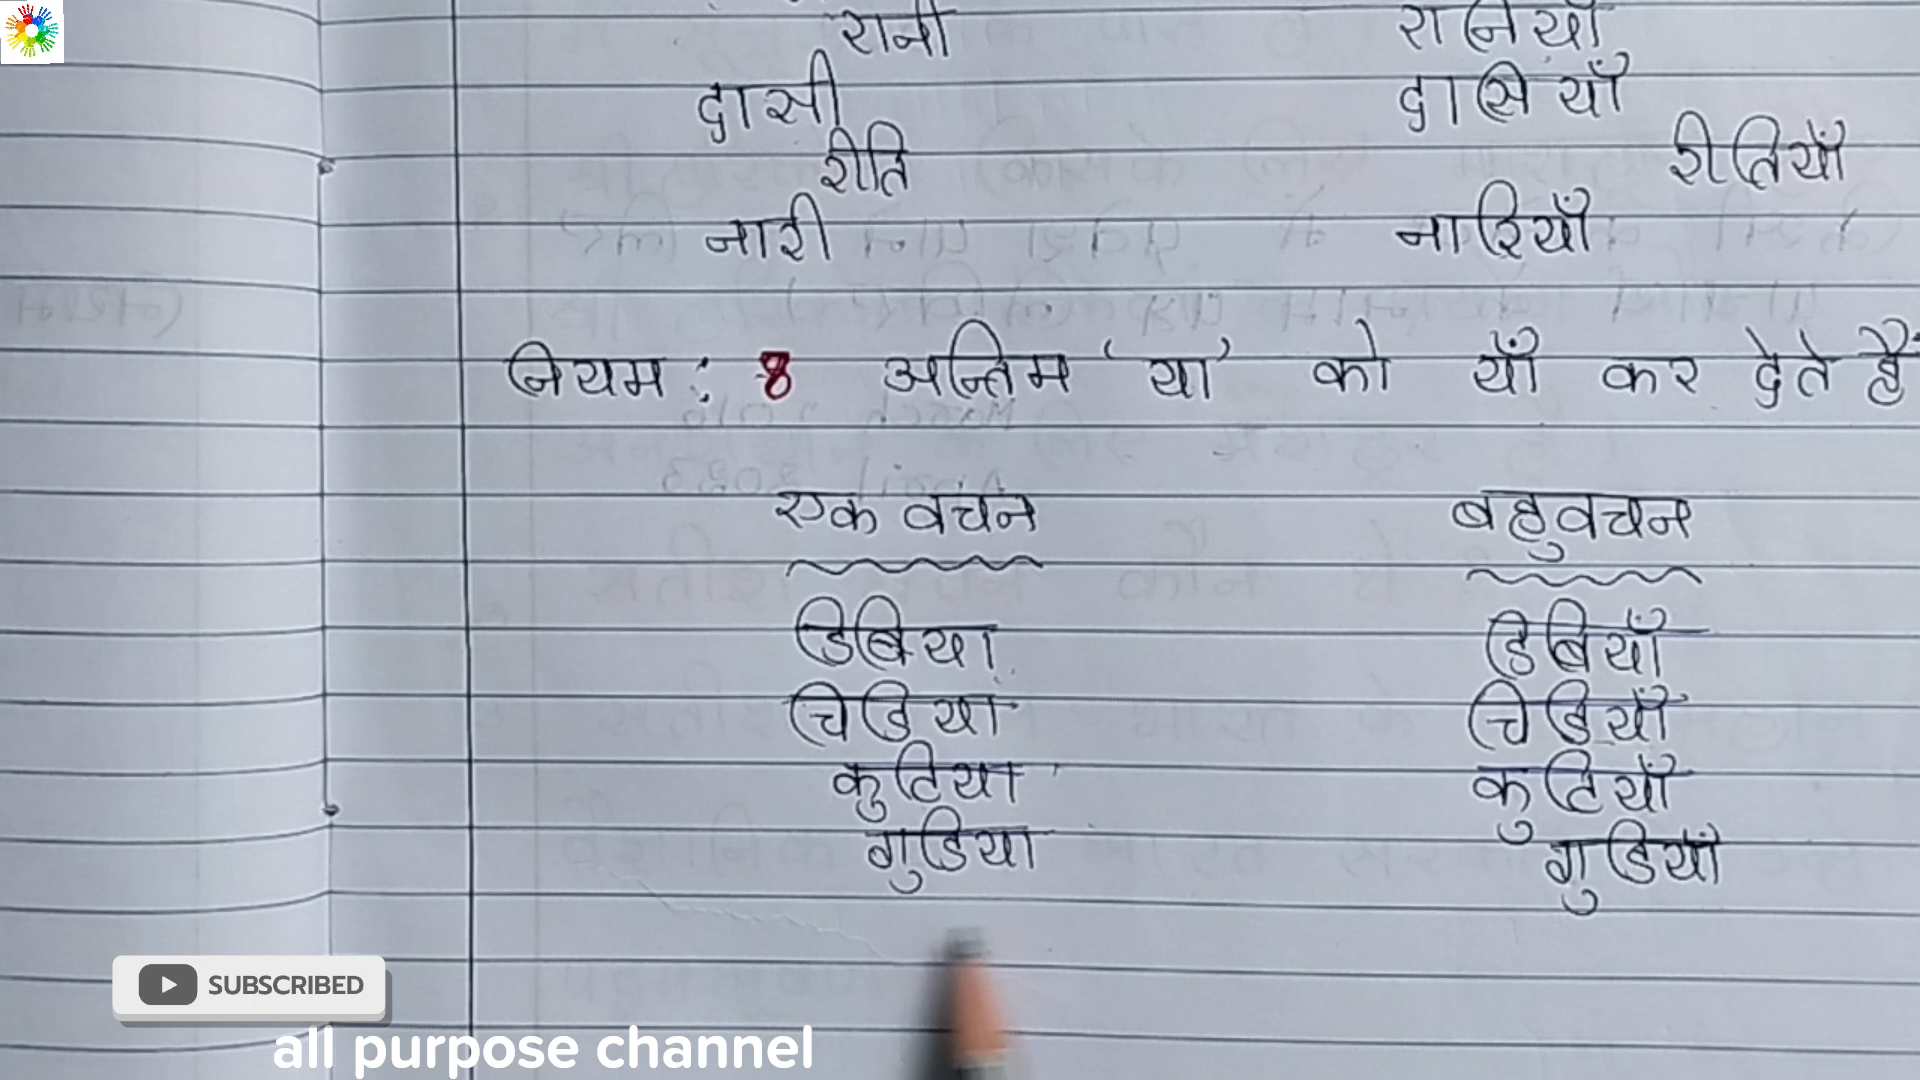 रानी रानियाँ
दासी दासियाँ
रीति रीतियाँ
नारी नारियाँ
नियम : 8 अन्तिम 'या' को याँ कर देते हैं
एक वचन बहुवचन
डिबिया डिबियाँ
चिडिया चिडियाँ
कुटिया कुटियाँ
गुडिया गुडियाँ
SUBSCRIBED
all purpose channel